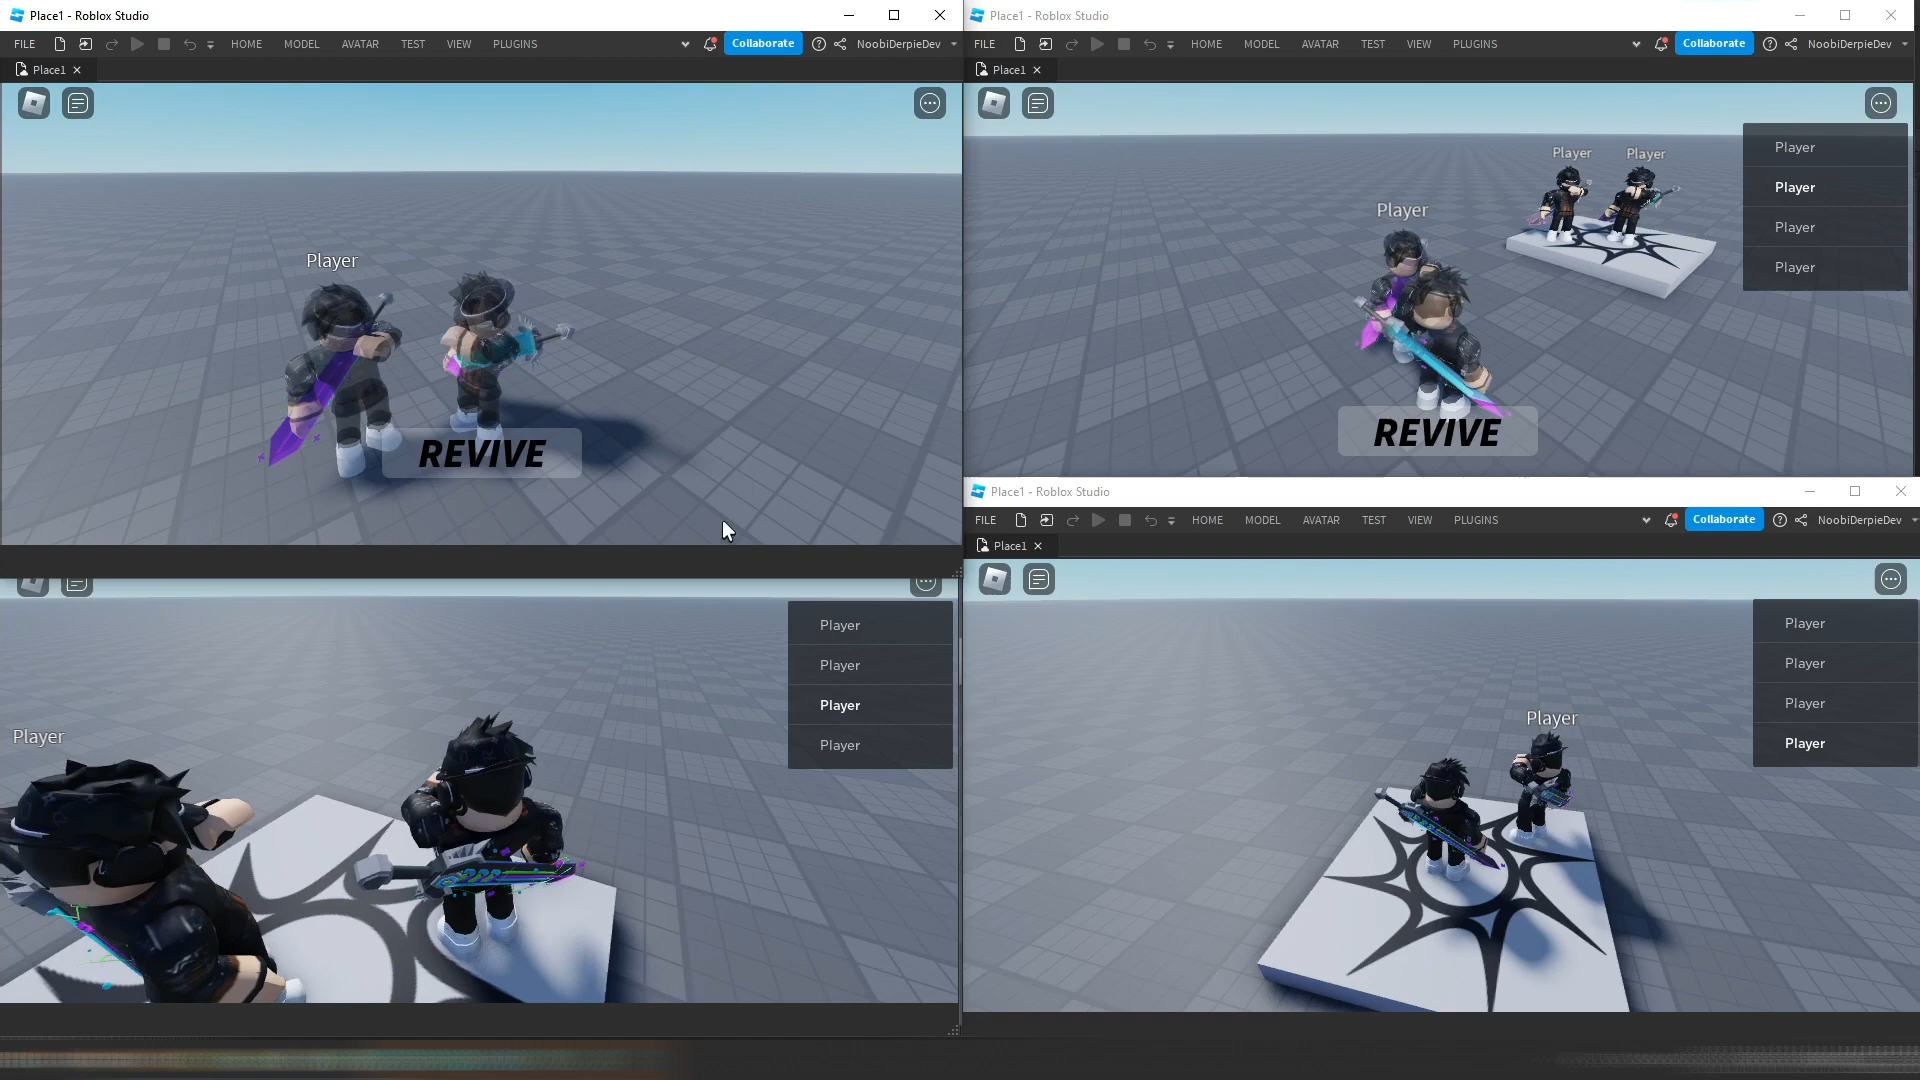 Place1 - Roblox Studio
FILE HOME MODEL AVATAR TEST VIEW PLUGINS Collaborate NoobiDerpieDev
Place1
Player
REVIVE
Place1 - Roblox Studio
FILE HOME MODEL AVATAR TEST VIEW PLUGINS Collaborate NoobiDerpieDev
Place1
Player
Player
Player
Player
Player
Player
Player
REVIVE
Player
Player
Player
Player
Player
Place1 - Roblox Studio
FILE HOME MODEL AVATAR TEST VIEW PLUGINS Collaborate NoobiDerpieDev
Place1
Player
Player
Player
Player
Player